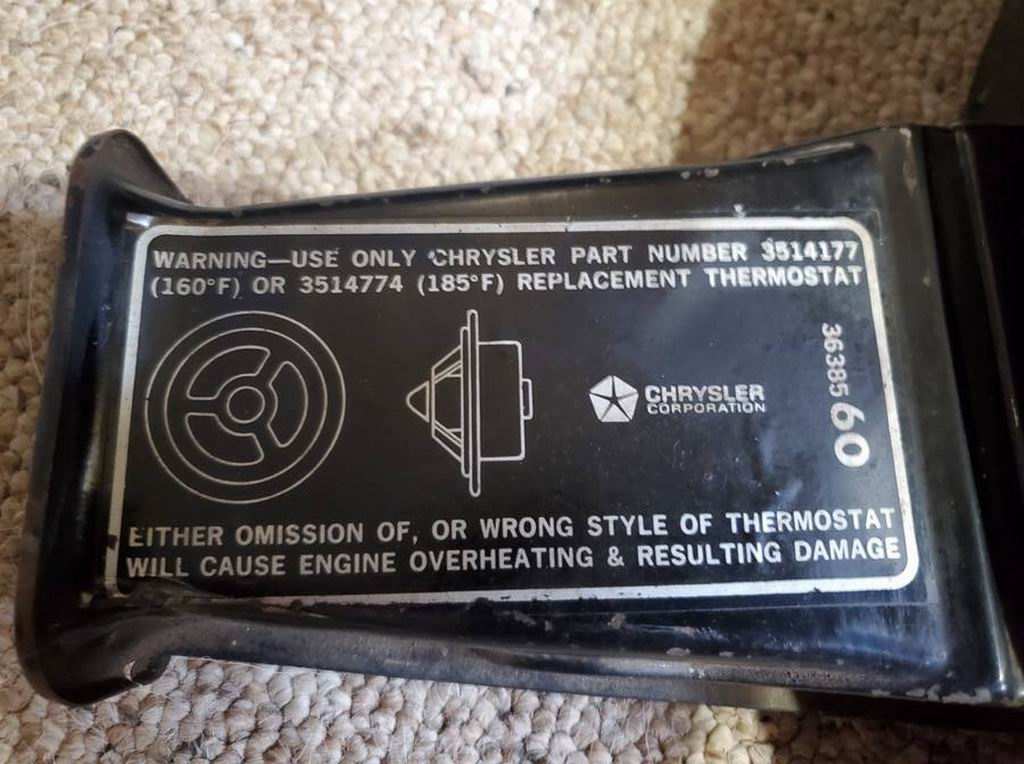 WARNING—USE ONLY CHRYSLER PART NUMBER 3514177
(160°F) OR 3514774 (185°F) REPLACEMENT THERMOSTAT
CHRYSLER
CORPORATION
3638560
EITHER OMISSION OF, OR WRONG STYLE OF THERMOSTAT
WILL CAUSE ENGINE OVERHEATING & RESULTING DAMAGE